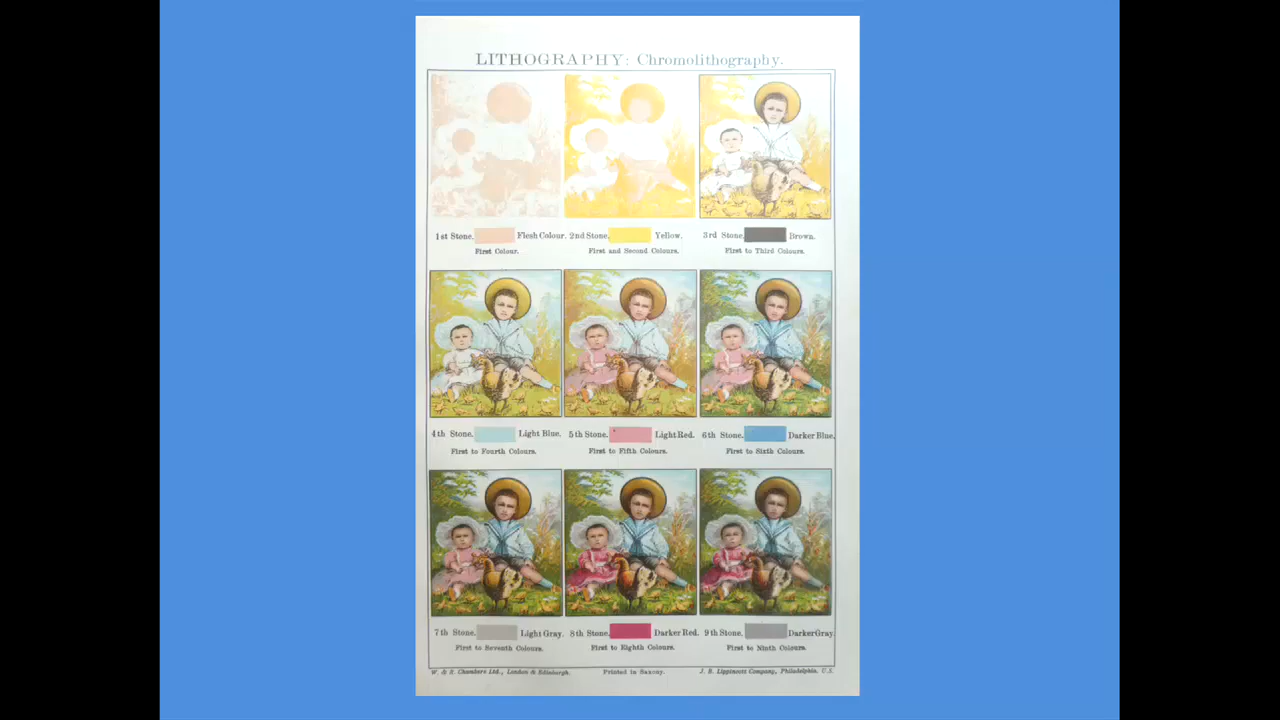 LITHOGRAPHY: Chromolithography.
1st Stone. Flesh Colour. 2nd Stone. Yellow. 3rd Stone. Brown.
First Colour. First and Second Colours. First to Third Colours.
4th Stone. Light Blue. 5th Stone. Light Red. 6th Stone. Darker Blue.
First to Fourth Colours. First to Fifth Colours. First to Sixth Colours.
7th Stone. Light Gray. 8th Stone. Darker Red. 9th Stone. Darker Gray.
First to Seventh Colours. First to Eighth Colours. First to Ninth Colours.
W. & R. Chambers Ltd., London & Edinburgh. Printed in Saxony. J. B. Lippincott Company, Philadelphia. U.S.